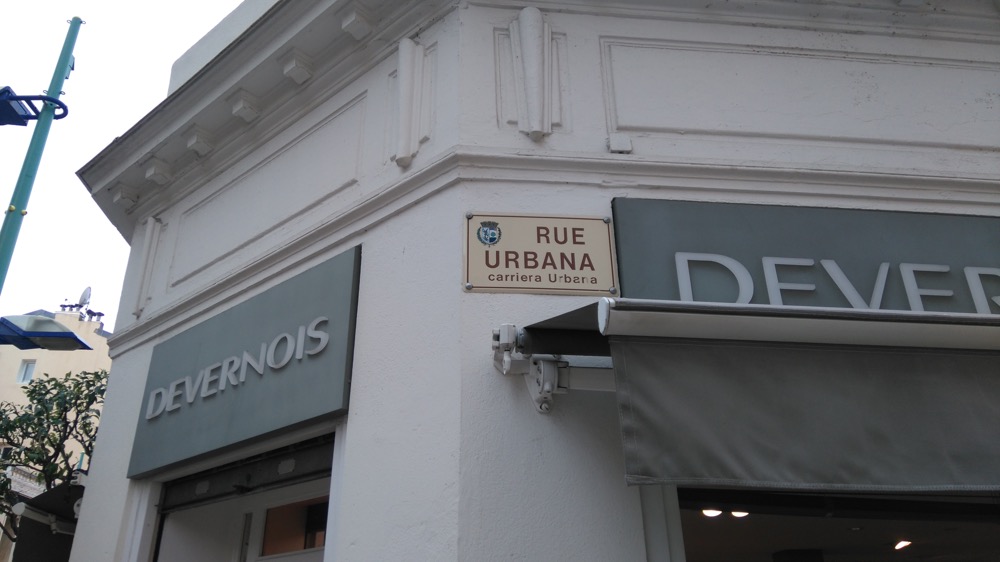 RUE
URBANA
carriera Urbana
DEVERNOIS
DEVER